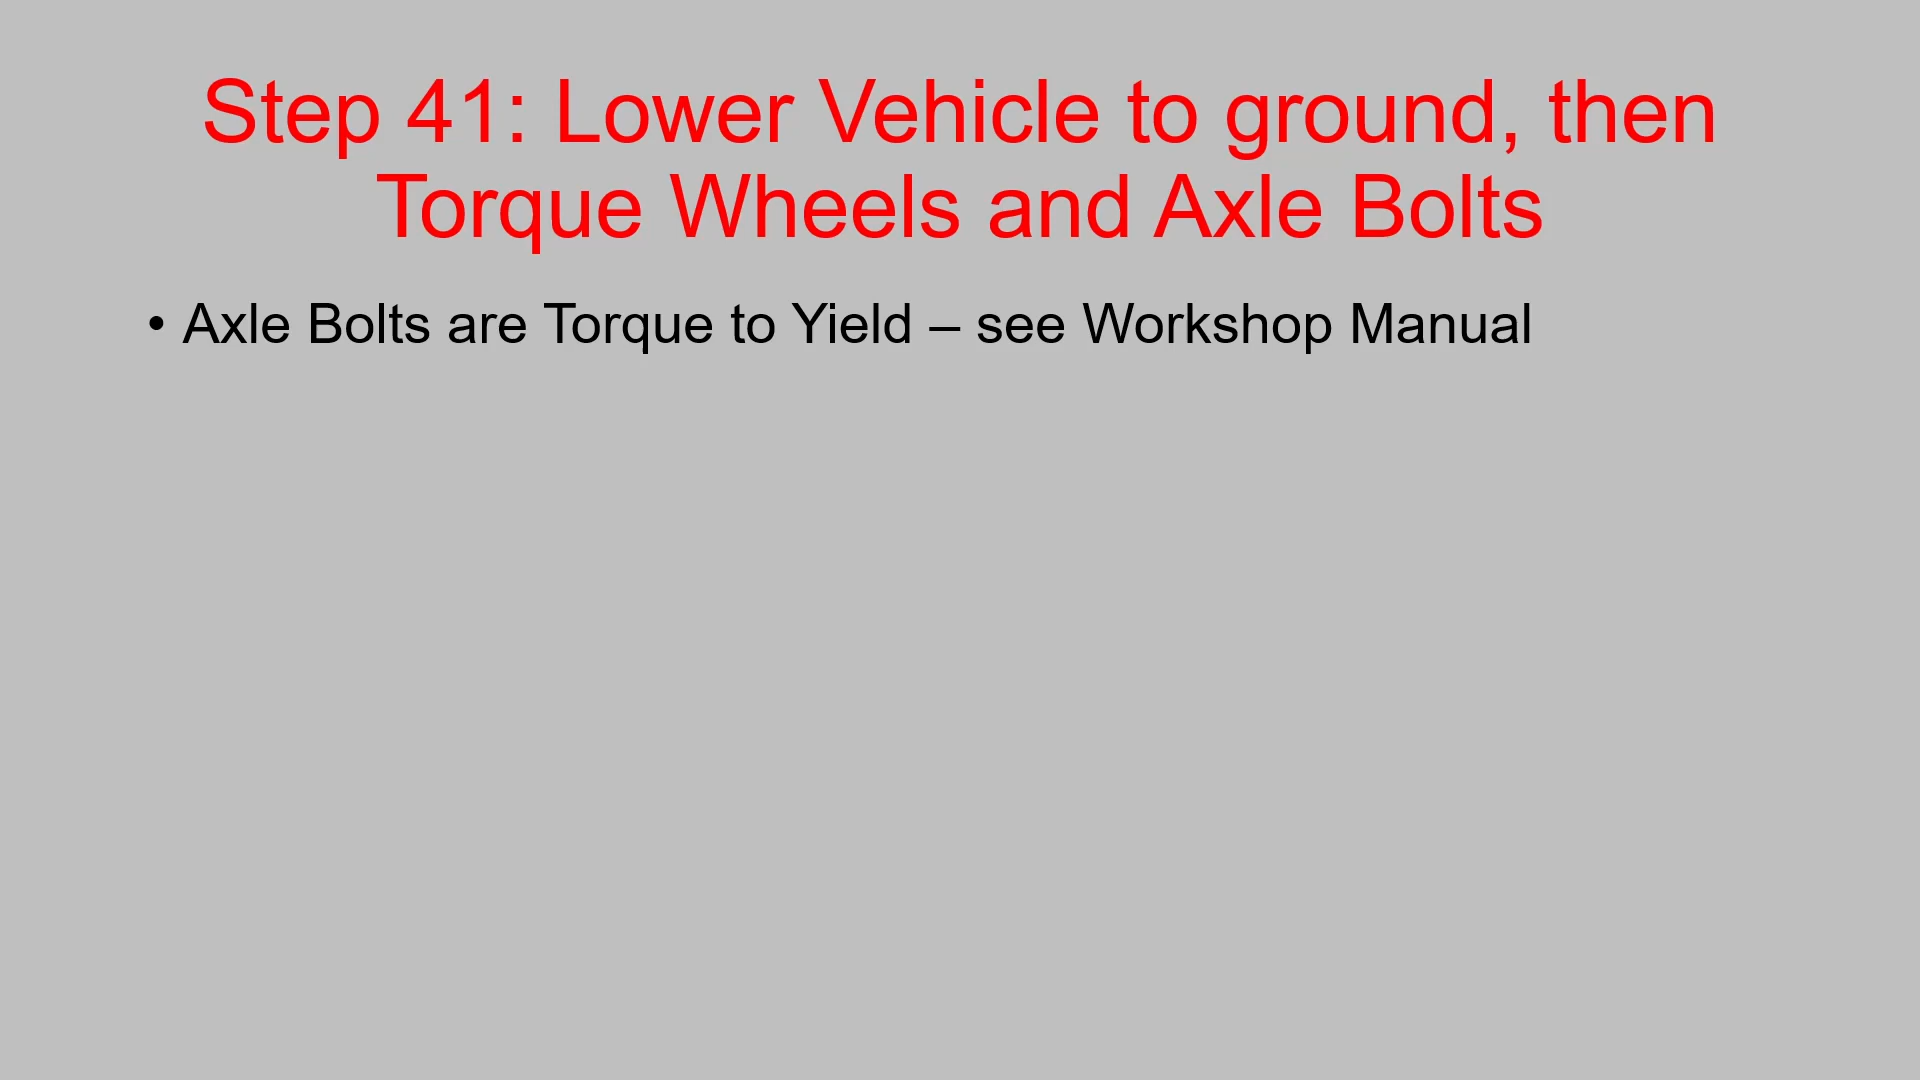 Step 41: Lower Vehicle to ground, then
Torque Wheels and Axle Bolts
• Axle Bolts are Torque to Yield – see Workshop Manual